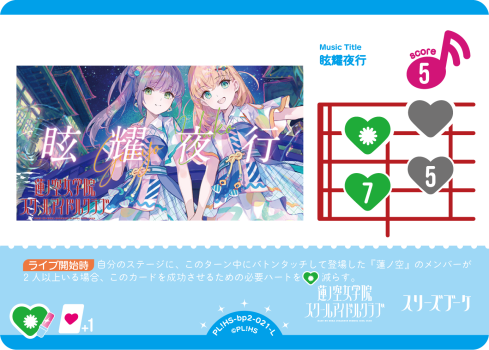 Music Title
眩耀夜行
score
5
眩耀夜行
蓮ノ空女学院
スクールアイドルクラブ
7
5
ライブ開始時 自分のステージに、このターン中にバトンタッチして登場した『蓮ノ空』のメンバーが
2人以いる場合、このカードを成功させるための必要ハートを 減らす。
+1
PL!HS-bp2-021-L
©PL!HS
蓮ノ空女学院
スクールアイドルクラブ
スリーズブーケ